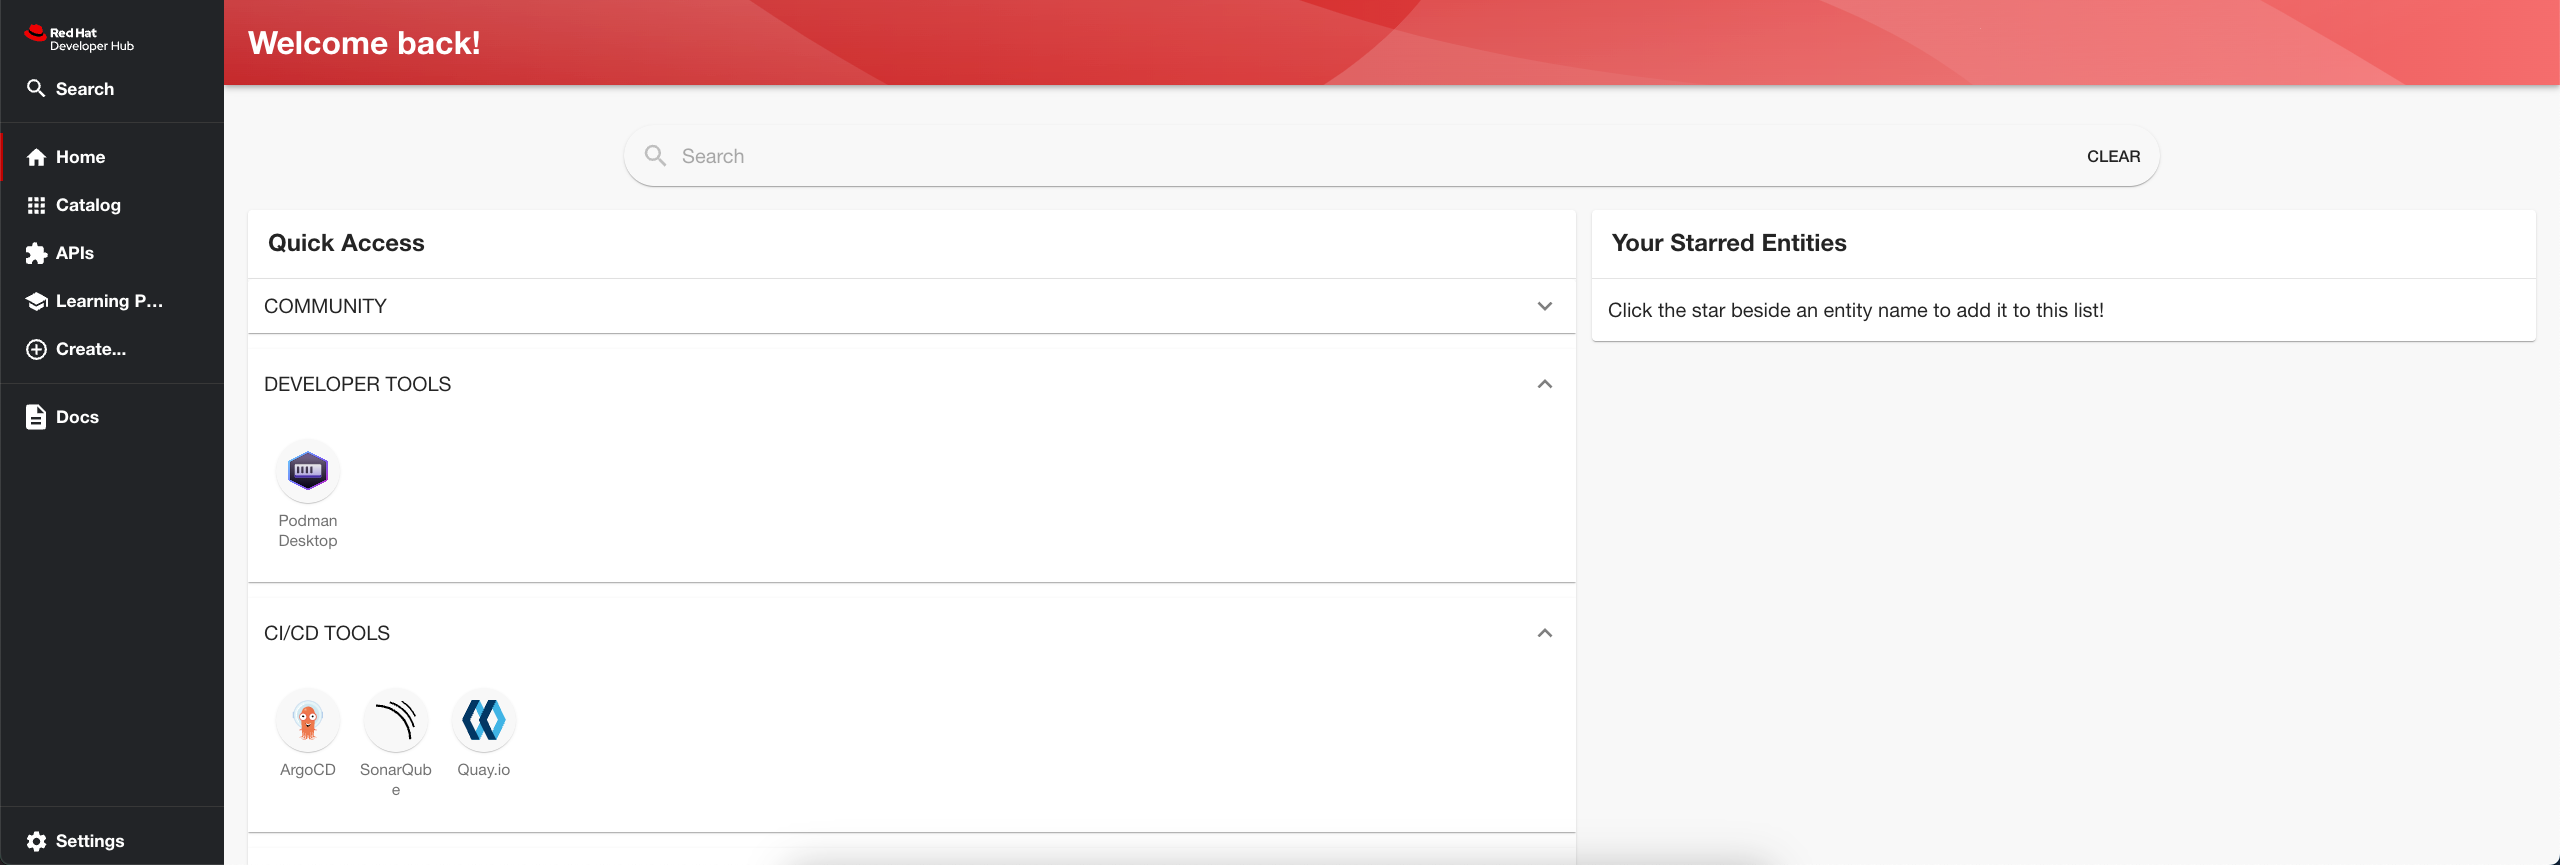 Red Hat
Developer Hub
Search
Home
Catalog
APIs
Learning P...
Create...
Docs
Settings
Welcome back!
Search
CLEAR
Quick Access
COMMUNITY
DEVELOPER TOOLS
Podman
Desktop
CI/CD TOOLS
ArgoCD
SonarQub
e
Quay.io
Your Starred Entities
Click the star beside an entity name to add it to this list!